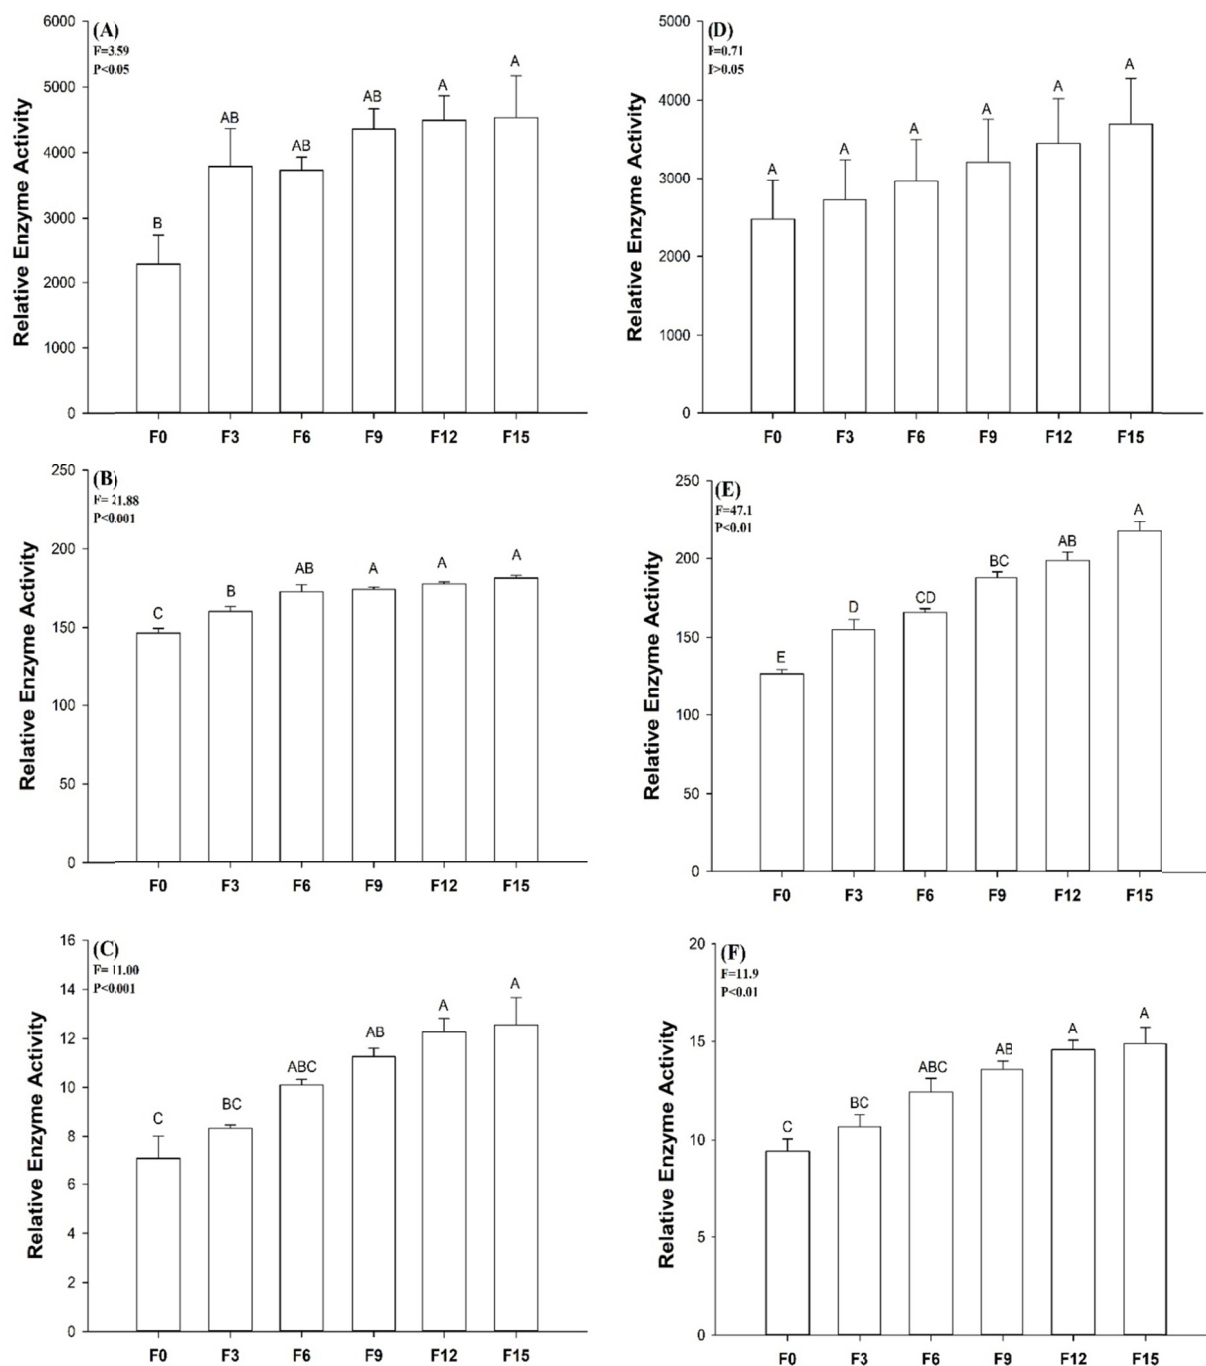 (A)
F=3.59
P<0.05
Relative Enzyme Activity
6000
5000
4000
3000
2000
1000
0
B
AB
AB
AB
A
A
F0 F3 F6 F9 F12 F15
(D)
F=0.71
P>0.05
Relative Enzyme Activity
5000
4000
3000
2000
1000
0
A
A
A
A
A
A
F0 F3 F6 F9 F12 F15
(B)
F=21.88
P<0.001
Relative Enzyme Activity
250
200
150
100
50
0
C
B
AB
A
A
A
F0 F3 F6 F9 F12 F15
(E)
F=47.1
P<0.01
Relative Enzyme Activity
250
200
150
100
50
0
E
D
CD
BC
AB
A
F0 F3 F6 F9 F12 F15
(C)
F=11.00
P<0.001
Relative Enzyme Activity
16
14
12
10
8
6
4
2
0
C
BC
ABC
AB
A
A
F0 F3 F6 F9 F12 F15
(F)
F=11.9
P<0.01
Relative Enzyme Activity
20
15
10
5
0
C
BC
ABC
AB
A
A
F0 F3 F6 F9 F12 F15